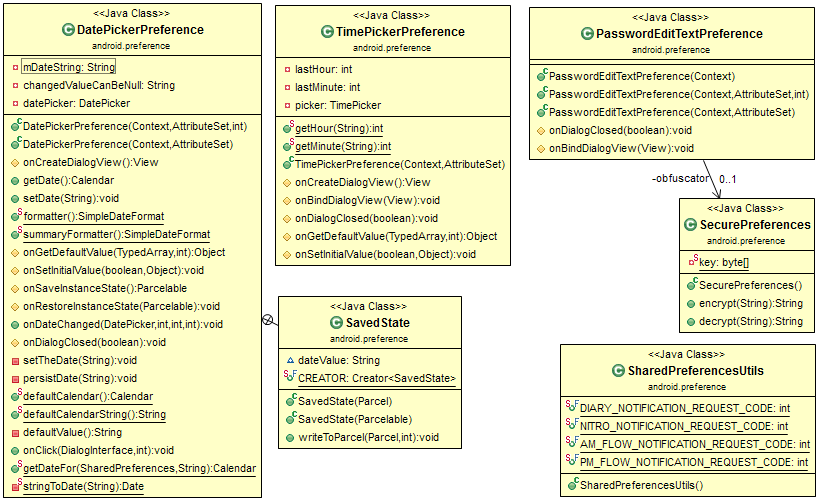 <<Java Class>>
DatePickerPreference
android.preference
mDateString: String
changedValueCanBeNull: String
datePicker: DatePicker
DatePickerPreference(Context,AttributeSet,int)
DatePickerPreference(Context,AttributeSet)
onCreateDialogView():View
getDate():Calendar
setDate(String):void
formatter():SimpleDateFormat
summaryFormatter():SimpleDateFormat
onGetDefaultValue(TypedArray,int):Object
onSetInitialValue(boolean,Object):void
onSaveInstanceState():Parcelable
onRestoreInstanceState(Parcelable):void
onDateChanged(DatePicker,int,int,int):void
onDialogClosed(boolean):void
setTheDate(String):void
persistDate(String):void
defaultCalendar():Calendar
defaultCalendarString():String
defaultValue():String
onClick(DialogInterface,int):void
getDateFor(SharedPreferences,String):Calendar
stringToDate(String):Date
<<Java Class>>
TimePickerPreference
android.preference
lastHour: int
lastMinute: int
picker: TimePicker
getHour(String):int
getMinute(String):int
TimePickerPreference(Context,AttributeSet)
onCreateDialogView():View
onBindDialogView(View):void
onDialogClosed(boolean):void
onGetDefaultValue(TypedArray,int):Object
onSetInitialValue(boolean,Object):void
<<Java Class>>
SavedState
android.preference
dateValue: String
CREATOR: Creator<SavedState>
SavedState(Parcel)
SavedState(Parcelable)
writeToParcel(Parcel,int):void
<<Java Class>>
PasswordEditTextPreference
android.preference
PasswordEditTextPreference(Context)
PasswordEditTextPreference(Context,AttributeSet,int)
PasswordEditTextPreference(Context,AttributeSet)
onDialogClosed(boolean):void
onBindDialogView(View):void
-obfuscator 0..1
<<Java Class>>
SecurePreferences
android.preference
key: byte[]
SecurePreferences()
encrypt(String):String
decrypt(String):String
<<Java Class>>
SharedPreferencesUtils
android.preference
DIARY_NOTIFICATION_REQUEST_CODE: int
NITRO_NOTIFICATION_REQUEST_CODE: int
AM_FLOW_NOTIFICATION_REQUEST_CODE: int
PM_FLOW_NOTIFICATION_REQUEST_CODE: int
SharedPreferencesUtils()